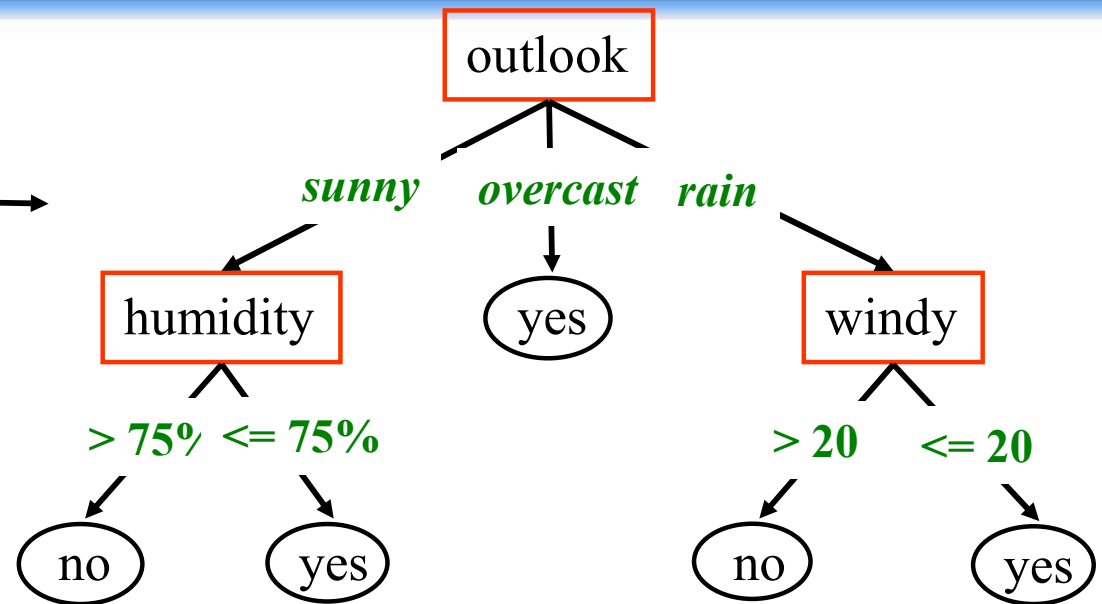 outlook
sunny overcast rain
humidity yes windy
> 75% <= 75% > 20 <= 20
no yes no yes